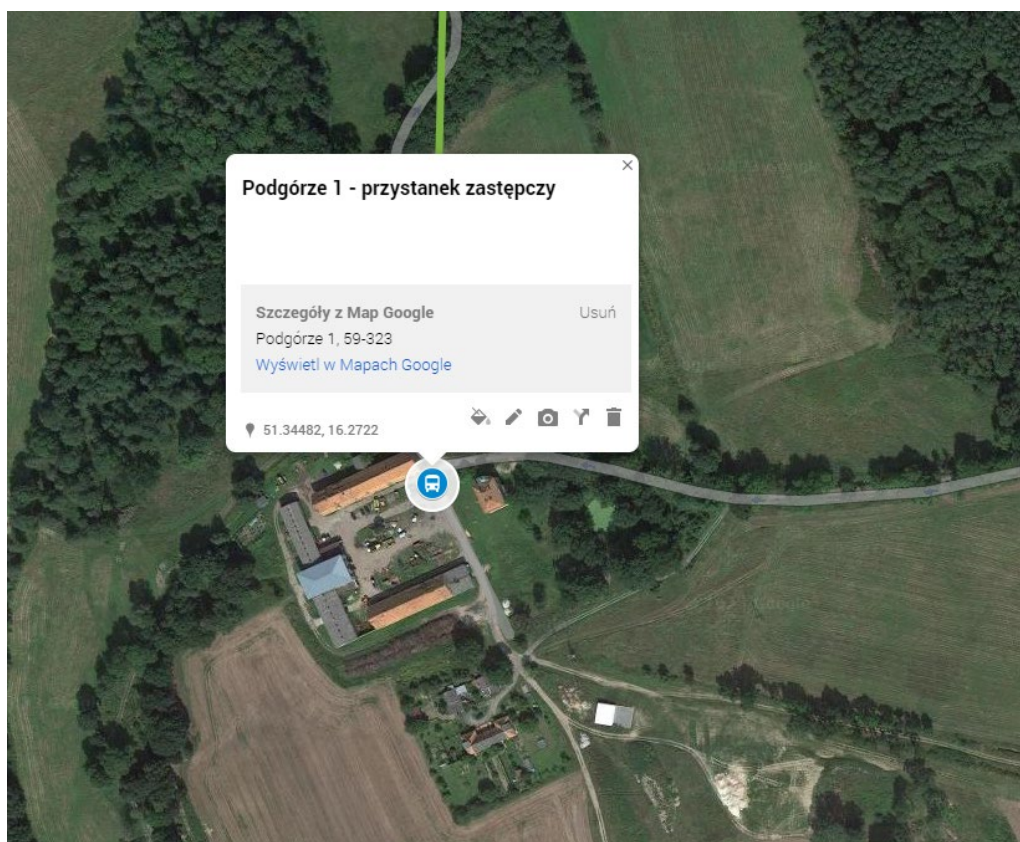 Podgórze 1 - przystanek zastępczy
Szczegóły z Map Google
Usuń
Podgórze 1, 59-323
Wyświetl w Mapach Google
51.34482, 16.2722